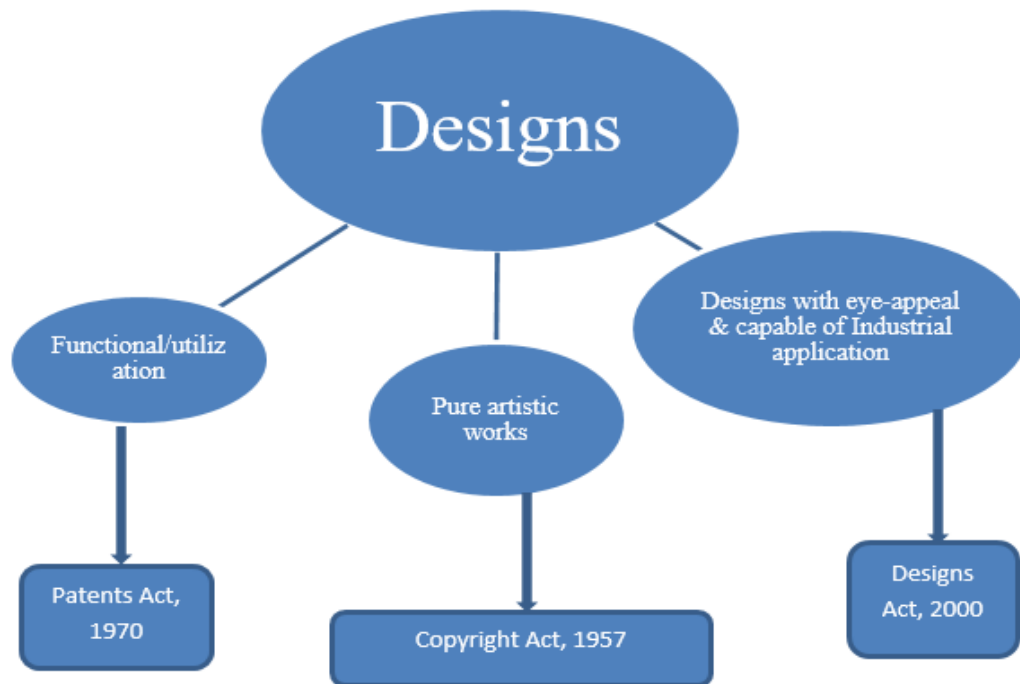 Designs
Functional/utiliz
ation
Pure artistic
works
Designs with eye-appeal
& capable of Industrial
application
Patents Act,
1970
Copyright Act, 1957
Designs
Act, 2000